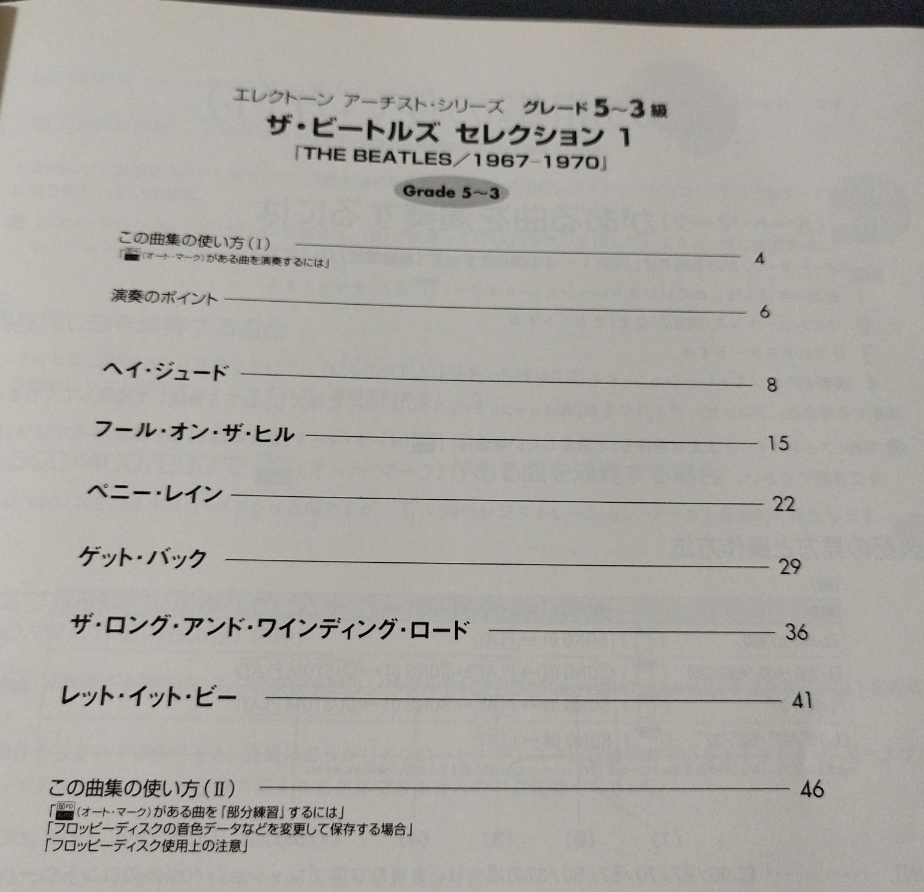 エレクトーン アーチスト・シリーズ グレード 5〜3 級
ザ・ビートルズ セレクション 1
『THE BEATLES/1967-1970』
Grade 5〜3
この曲集の使い方(Ⅰ) 4
「(オート・マーク)がある曲を演奏するには」
演奏のポイント 6
ヘイ・ジュード 8
フール・オン・ザ・ヒル 15
ペニー・レイン 22
ゲット・バック 29
ザ・ロング・アンド・ワインディング・ロード 36
レット・イット・ビー 41
この曲集の使い方(Ⅱ) 46
「(オート・マーク)がある曲を「部分練習」するには」
「フロッピーディスクの音色データなどを変更して保存する場合」
「フロッピーディスク使用上の注意」